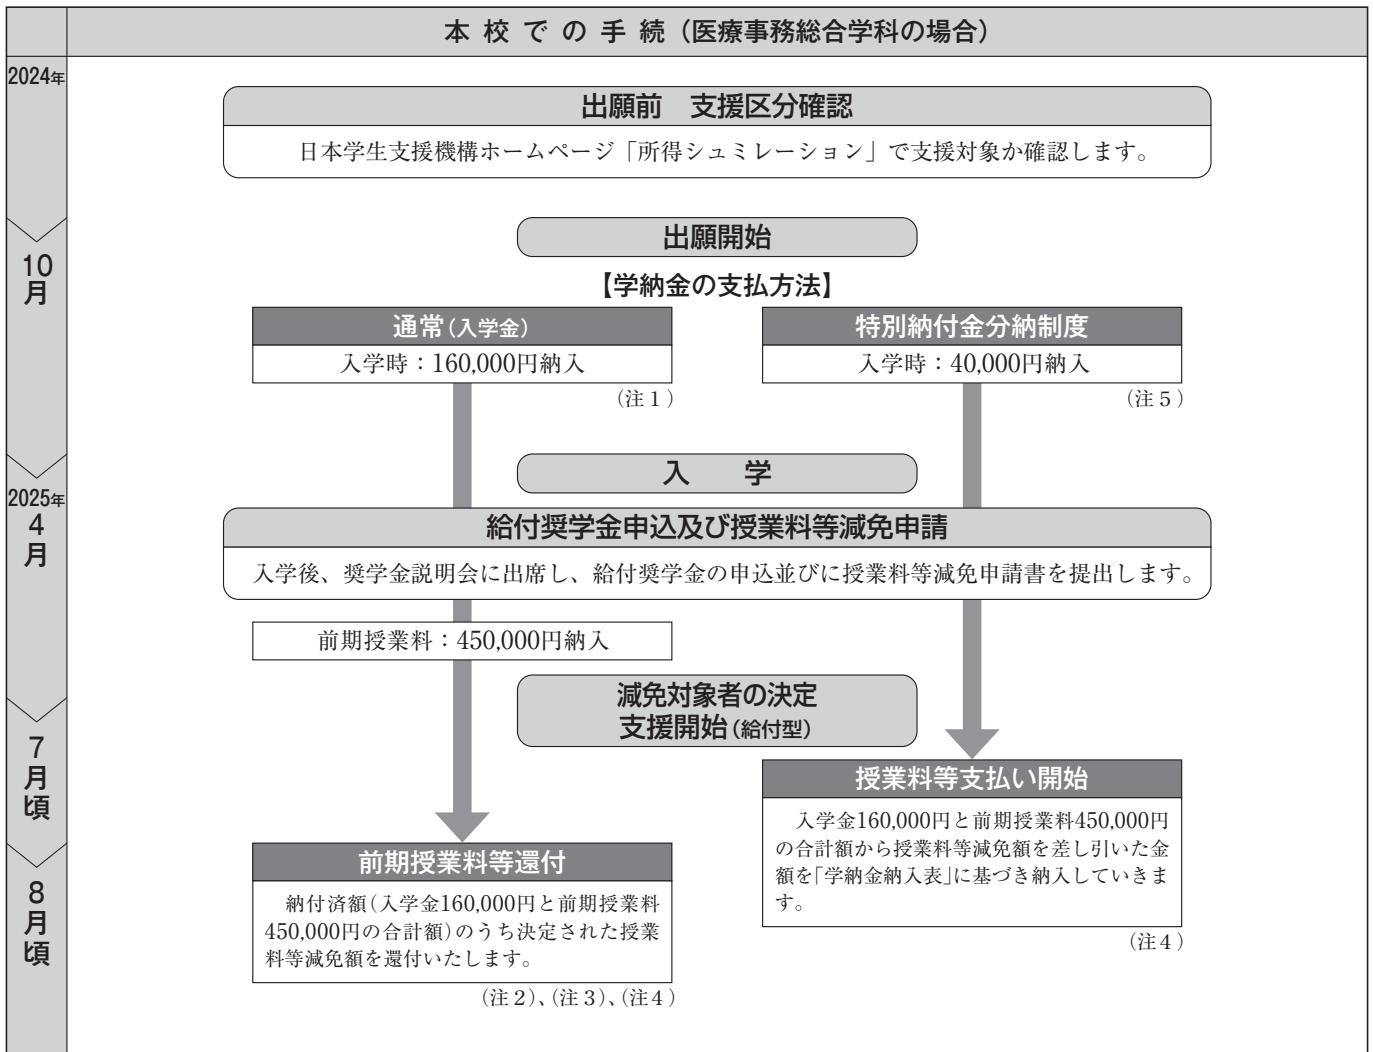 本校での手続（医療事務総合学科の場合）
2024年
出願前　支援区分確認
日本学生支援機構ホームページ「所得シュミレーション」で支援対象か確認します。
出願開始
10月
【学納金の支払方法】
通常（入学金）
入学時：160,000円納入
（注１）
特別納付金分納制度
入学時：40,000円納入
（注５）
入　学
2025年
4月
給付奨学金申込及び授業料等減免申請
入学後、奨学金説明会に出席し、給付奨学金の申込並びに授業料等減免申請書を提出します。
前期授業料：450,000円納入
減免対象者の決定
支援開始（給付型）
7月頃
授業料等支払い開始
入学金160,000円と前期授業料450,000円
の合計額から授業料等減免額を差し引いた金
額を「学納金納入表」に基づき納入していきま
す。
（注４）
8月頃
前期授業料等還付
納付済額（入学金160,000円と前期授業料
450,000円の合計額）のうち決定された授業
料等減免額を還付いたします。
（注２）、（注３）、（注４）